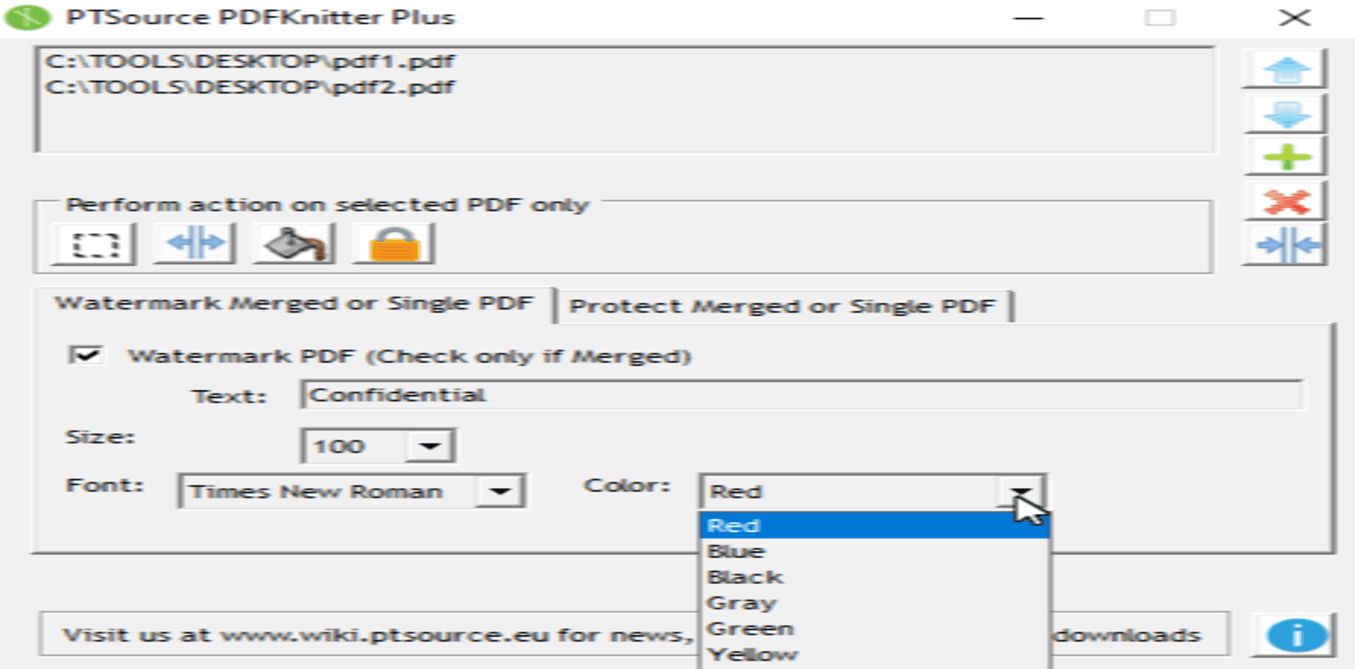 PTSource PDFKnitter Plus
C:\TOOLS\DESKTOP\pdf1.pdf
C:\TOOLS\DESKTOP\pdf2.pdf
Perform action on selected PDF only
Watermark Merged or Single PDF
Protect Merged or Single PDF
Watermark PDF (Check only if Merged)
Text: Confidential
Size: 100
Font: Times New Roman
Color: Red
Red
Blue
Black
Gray
Green
Yellow
Visit us at www.wiki.ptsource.eu for news, downloads